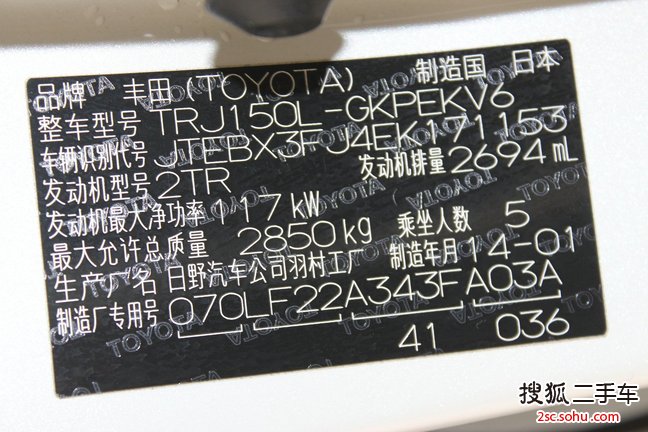 品牌 丰田(TOYOTA) 制造国 日本
整车型号 TRJ150L-GKPEKV6
车辆识别代号 JTEBX3FJ4EK171153
发动机型号 2TR 发动机排量 2694mL
发动机最大净功率 117kW
最大允许总质量 2850kg 乘坐人数 5
生产厂名 日野汽车公司羽村工厂 制造年月 14-01
制造厂专用号 070LF22A343FA03A
41 036
搜狐二手车
2sc.sohu.com